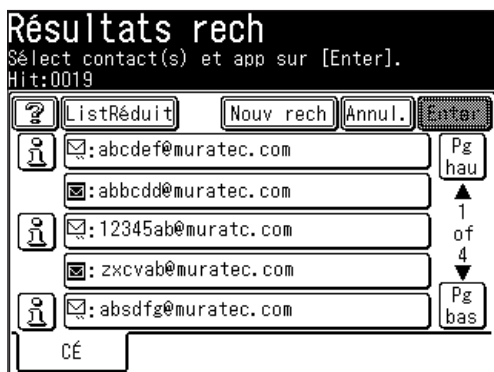 Résultats rech
Sélect contact(s) et app sur [Enter].
Hit:0019
? ListRéduit Nouv rech Annul. Enter
:abcdef@muratec.com
Pg hau
:abbcdd@muratec.com
1
:12345ab@muratc.com
of
4
:zxcvab@muratec.com
:absdfg@muratec.com
Pg bas
CÉ